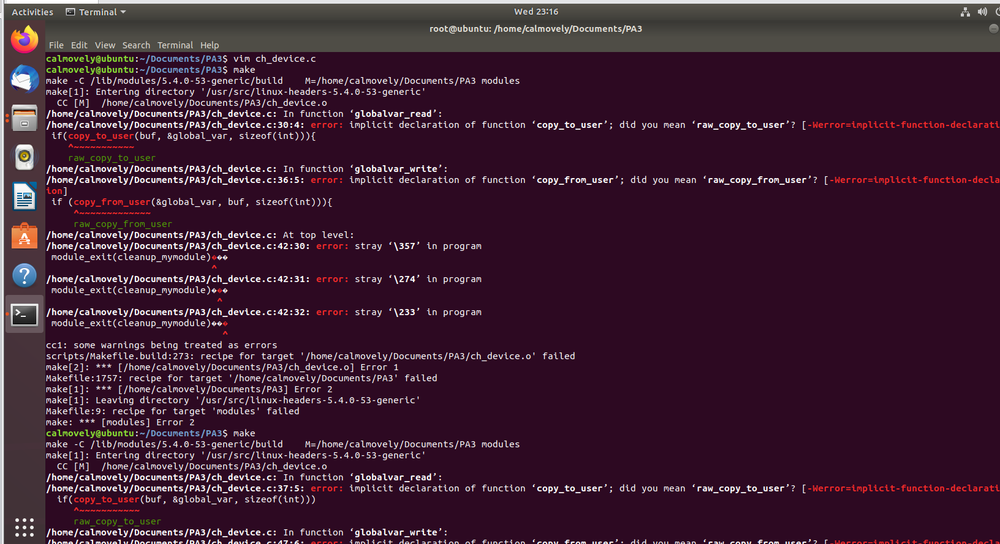 Activities Terminal Wed 23:16
root@ubuntu: /home/calmovely/Documents/PA3
File Edit View Search Terminal Help
calmovely@ubuntu:~/Documents/PA3$ vim ch_device.c
calmovely@ubuntu:~/Documents/PA3$ make
make -C /lib/modules/5.4.0-53-generic/build    M=/home/calmovely/Documents/PA3 modules
make[1]: Entering directory '/usr/src/linux-headers-5.4.0-53-generic'
  CC [M]  /home/calmovely/Documents/PA3/ch_device.o
/home/calmovely/Documents/PA3/ch_device.c: In function ‘globalvar_read’:
/home/calmovely/Documents/PA3/ch_device.c:30:4: error: implicit declaration of function ‘copy_to_user’; did you mean ‘raw_copy_to_user’? [-Werror=implicit-function-declarati
 if(copy_to_user(buf, &global_var, sizeof(int))){
    ^~~~~~~~~~~~
    raw_copy_to_user
/home/calmovely/Documents/PA3/ch_device.c: In function ‘globalvar_write’:
/home/calmovely/Documents/PA3/ch_device.c:36:5: error: implicit declaration of function ‘copy_from_user’; did you mean ‘raw_copy_from_user’? [-Werror=implicit-function-decla
ion]
 if (copy_from_user(&global_var, buf, sizeof(int))){
     ^~~~~~~~~~~~~~
     raw_copy_from_user
/home/calmovely/Documents/PA3/ch_device.c: At top level:
/home/calmovely/Documents/PA3/ch_device.c:42:30: error: stray ‘\357’ in program
 module_exit(cleanup_mymodule)���
                              ^
/home/calmovely/Documents/PA3/ch_device.c:42:31: error: stray ‘\274’ in program
 module_exit(cleanup_mymodule)���
                               ^
/home/calmovely/Documents/PA3/ch_device.c:42:32: error: stray ‘\233’ in program
 module_exit(cleanup_mymodule)���
                                ^
cc1: some warnings being treated as errors
scripts/Makefile.build:273: recipe for target '/home/calmovely/Documents/PA3/ch_device.o' failed
make[2]: *** [/home/calmovely/Documents/PA3/ch_device.o] Error 1
Makefile:1757: recipe for target '/home/calmovely/Documents/PA3' failed
make[1]: *** [/home/calmovely/Documents/PA3] Error 2
make[1]: Leaving directory '/usr/src/linux-headers-5.4.0-53-generic'
Makefile:9: recipe for target 'modules' failed
make: *** [modules] Error 2
calmovely@ubuntu:~/Documents/PA3$ make
make -C /lib/modules/5.4.0-53-generic/build    M=/home/calmovely/Documents/PA3 modules
make[1]: Entering directory '/usr/src/linux-headers-5.4.0-53-generic'
  CC [M]  /home/calmovely/Documents/PA3/ch_device.o
/home/calmovely/Documents/PA3/ch_device.c: In function ‘globalvar_read’:
/home/calmovely/Documents/PA3/ch_device.c:37:5: error: implicit declaration of function ‘copy_to_user’; did you mean ‘raw_copy_to_user’? [-Werror=implicit-function-declarati
  if(copy_to_user(buf, &global_var, sizeof(int)))
     ^~~~~~~~~~~~
     raw_copy_to_user
/home/calmovely/Documents/PA3/ch_device.c: In function ‘globalvar_write’:
/home/calmovely/Documents/PA3/ch_device.c:47:6: error: implicit declaration of function ‘copy_from_user’; did you mean ‘raw_copy_from_user’? [-Werror=implicit-function-decla